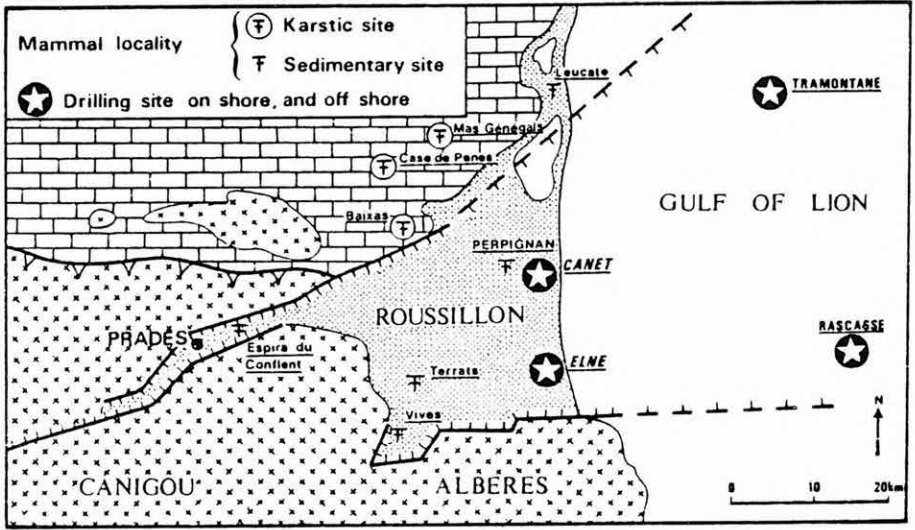 Mammal locality
Karstic site
Sedimentary site
Drilling site on shore, and off shore
Leucate
TRAMONTANE
Mas Génégals
Case de Penes
GULF OF LION
Baixas
PERPIGNAN
CANET
ROUSSILLON
RASCASSE
PRADES
Espira du
Conflent
Terrats
ELNE
Vives
N
CANIGOU
ALBERES
0 10 20km